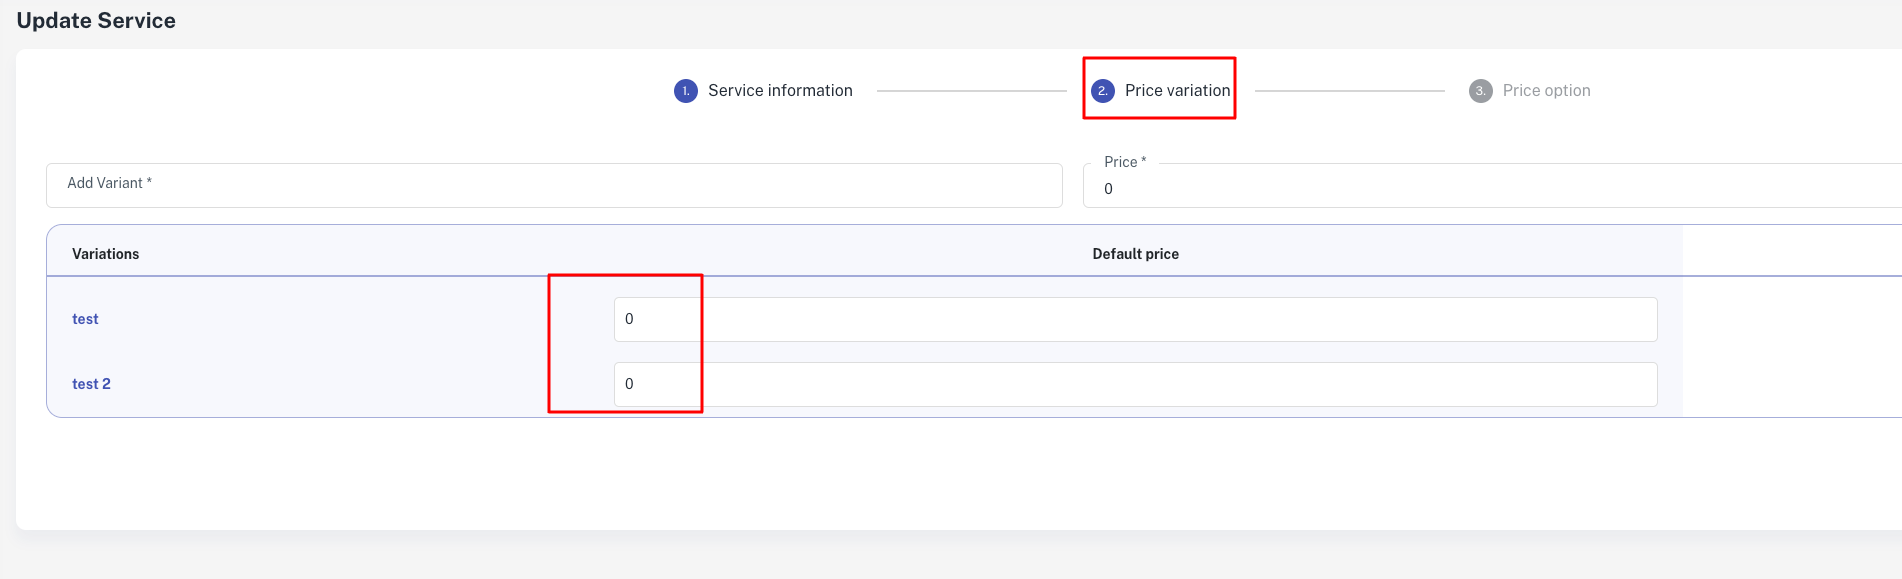 Update Service
1. Service information 2. Price variation 3. Price option
Add Variant *
Price *
0
Variations Default price
test 0
test 2 0